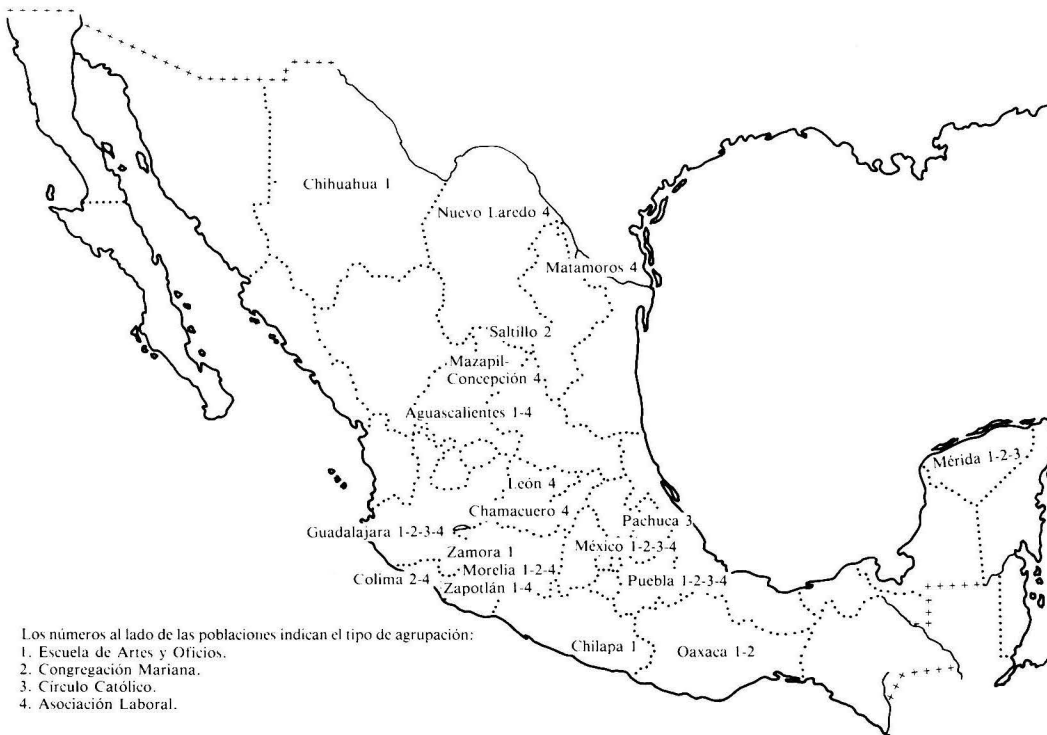 Chihuahua 1
Nuevo Laredo 4
Matamoros 4
Saltillo 2
Mazapil-
Concepción 4
Aguascalientes 1-4
Mérida 1-2-3
León 4
Chamacuero 4
Pachuca 3
Guadalajara 1-2-3-4
México 1-2-3-4
Zamora 1
Morelia 1-2-4
Colima 2-4
Puebla 1-2-3-4
Zapotlán 1-4
Chilapa 1
Oaxaca 1-2
Los números al lado de las poblaciones indican el tipo de agrupación:
1. Escuela de Artes y Oficios.
2. Congregación Mariana.
3. Círculo Católico.
4. Asociación Laboral.